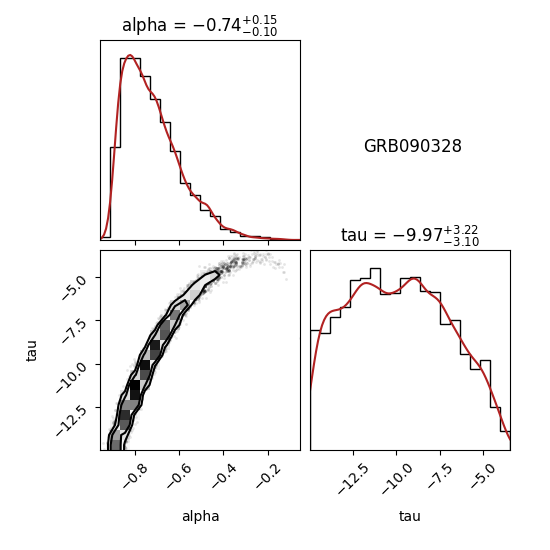 alpha = −0.74+0.15 −0.10
GRB090328
tau = −9.97+3.22 −3.10
tau
−5.0
−7.5
−10.0
−12.5
−0.8 −0.6 −0.4 −0.2
−12.5 −10.0 −7.5 −5.0
alpha
tau